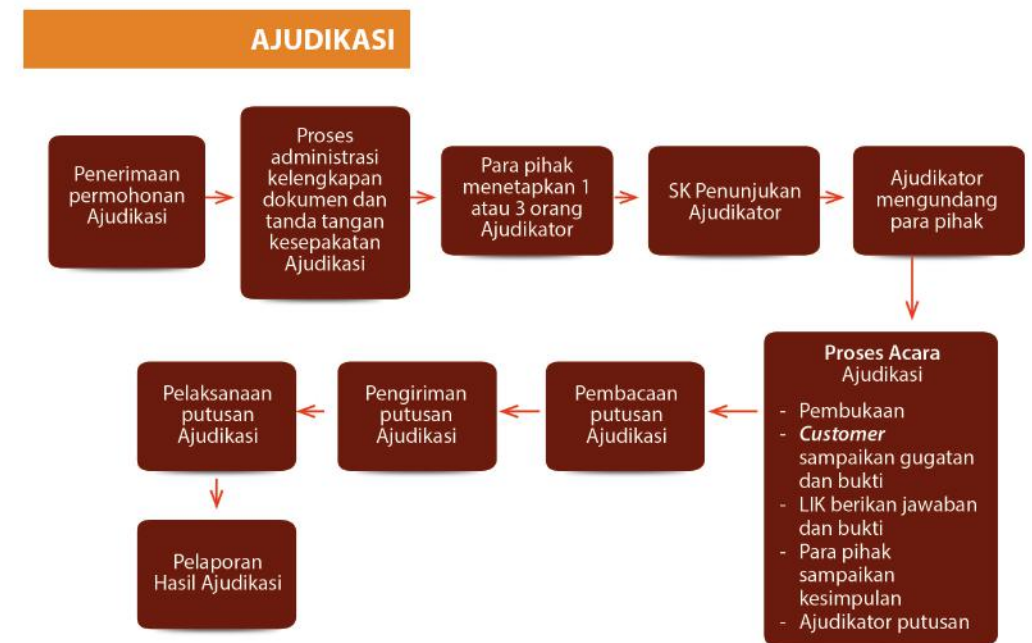 AJUDIKASI
Penerimaan
permohonan
Ajudikasi
Proses
administrasi
kelengkapan
dokumen dan
tanda tangan
kesepakatan
Ajudikasi
Para pihak
menetapkan 1
atau 3 orang
Ajudikator
SK Penunjukan
Ajudikator
Ajudikator
mengundang
para pihak
Proses Acara
Ajudikasi
- Pembukaan
- Customer
sampaikan gugatan
dan bukti
- LIK berikan jawaban
dan bukti
- Para pihak
sampaikan
kesimpulan
- Ajudikator putusan
Pembacaan
putusan
Ajudikasi
Pengiriman
putusan
Ajudikasi
Pelaksanaan
putusan
Ajudikasi
Pelaporan
Hasil Ajudikasi